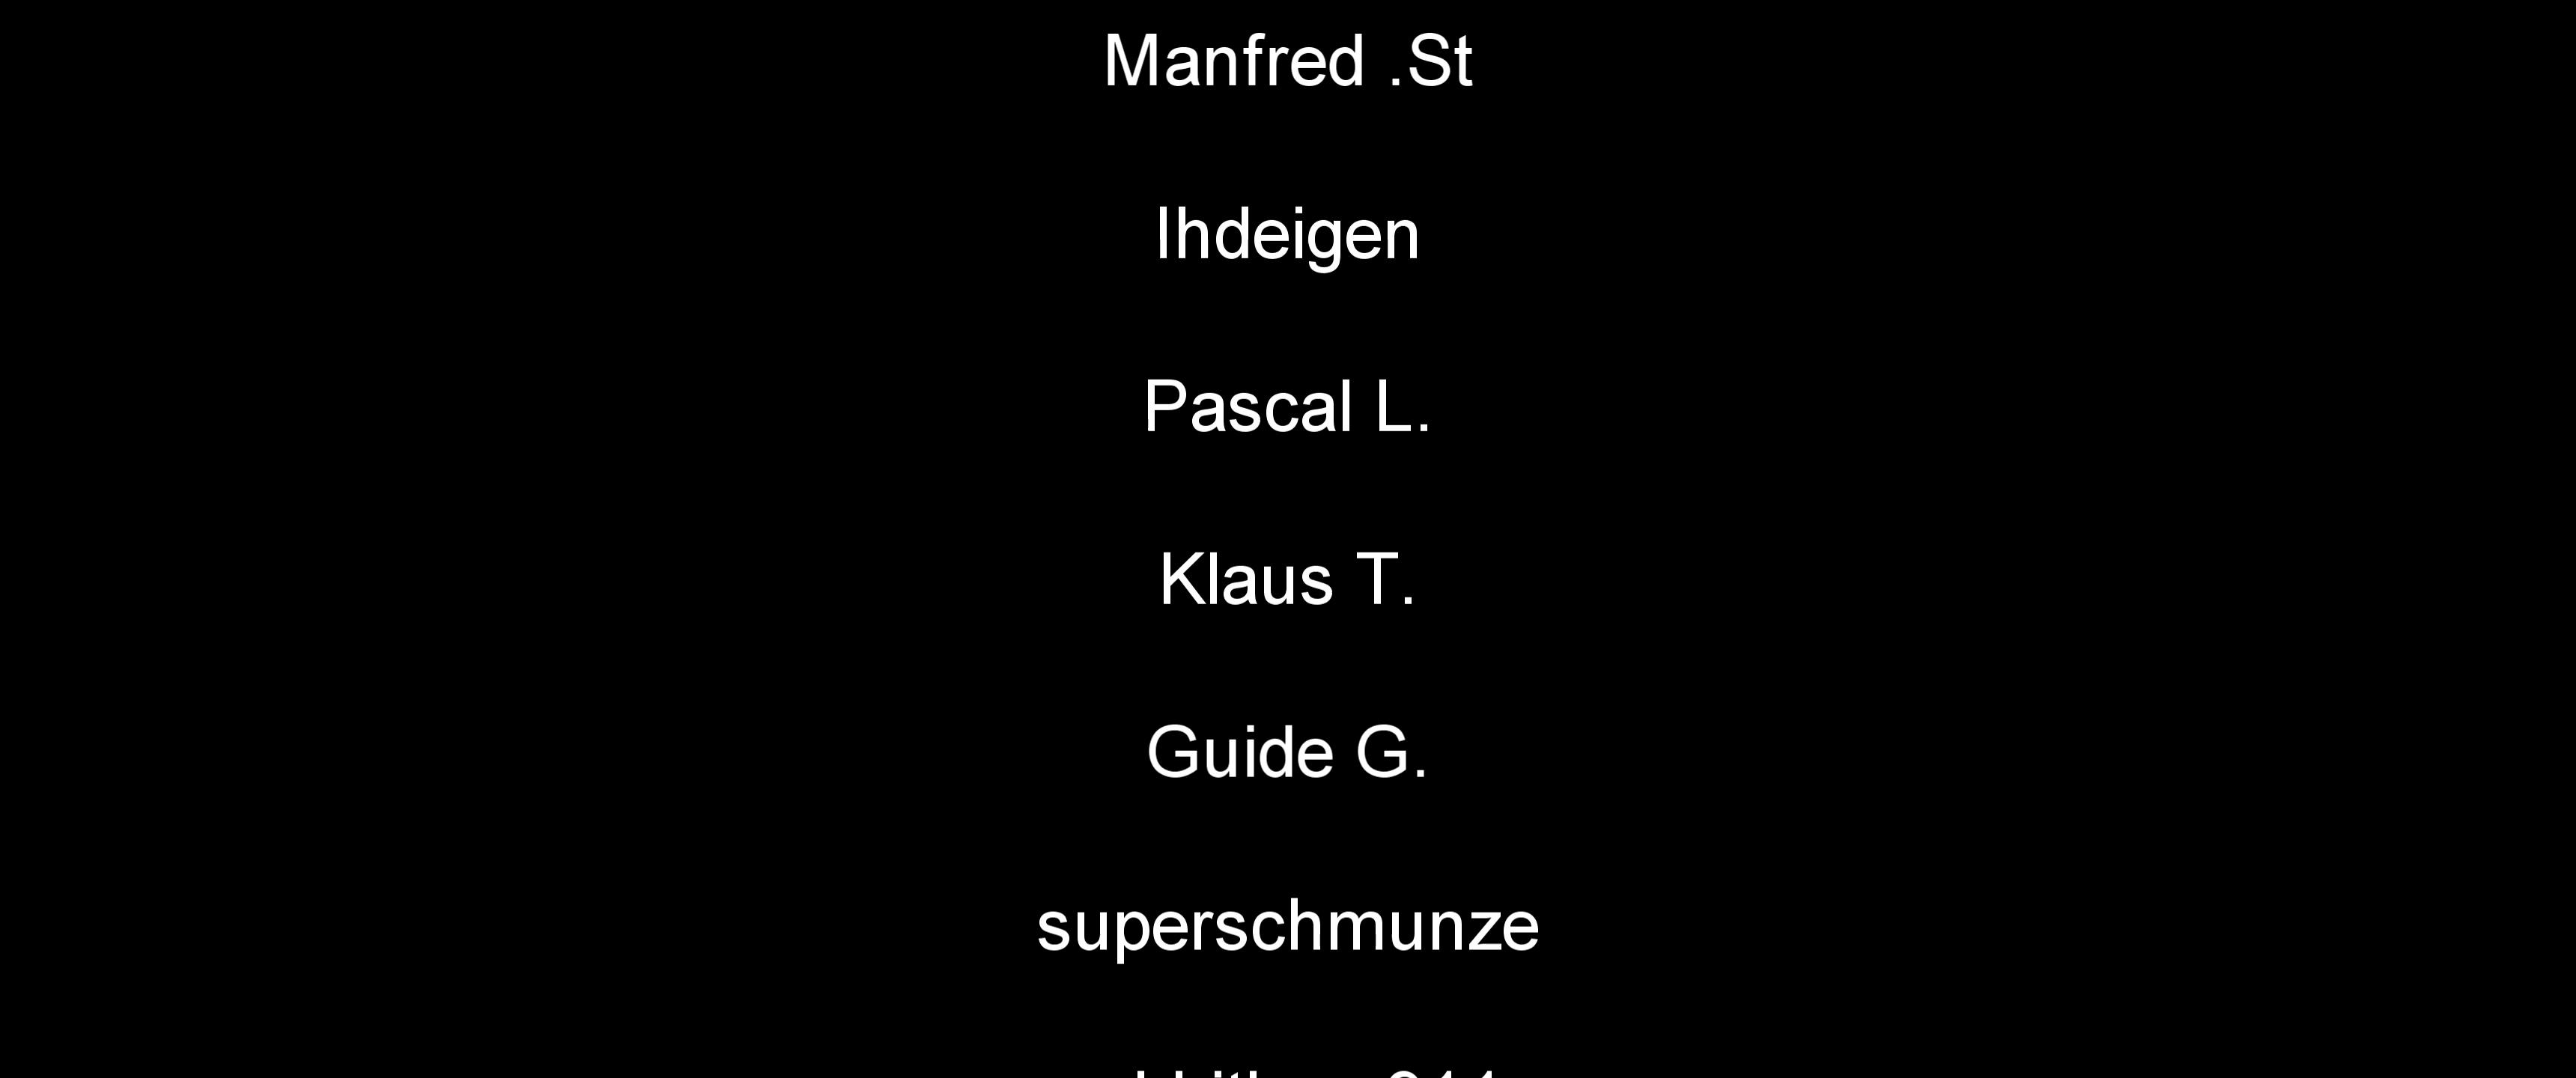 Manfred .St
Ihdeigen
Pascal L.
Klaus T.
Guide G.
superschmunze